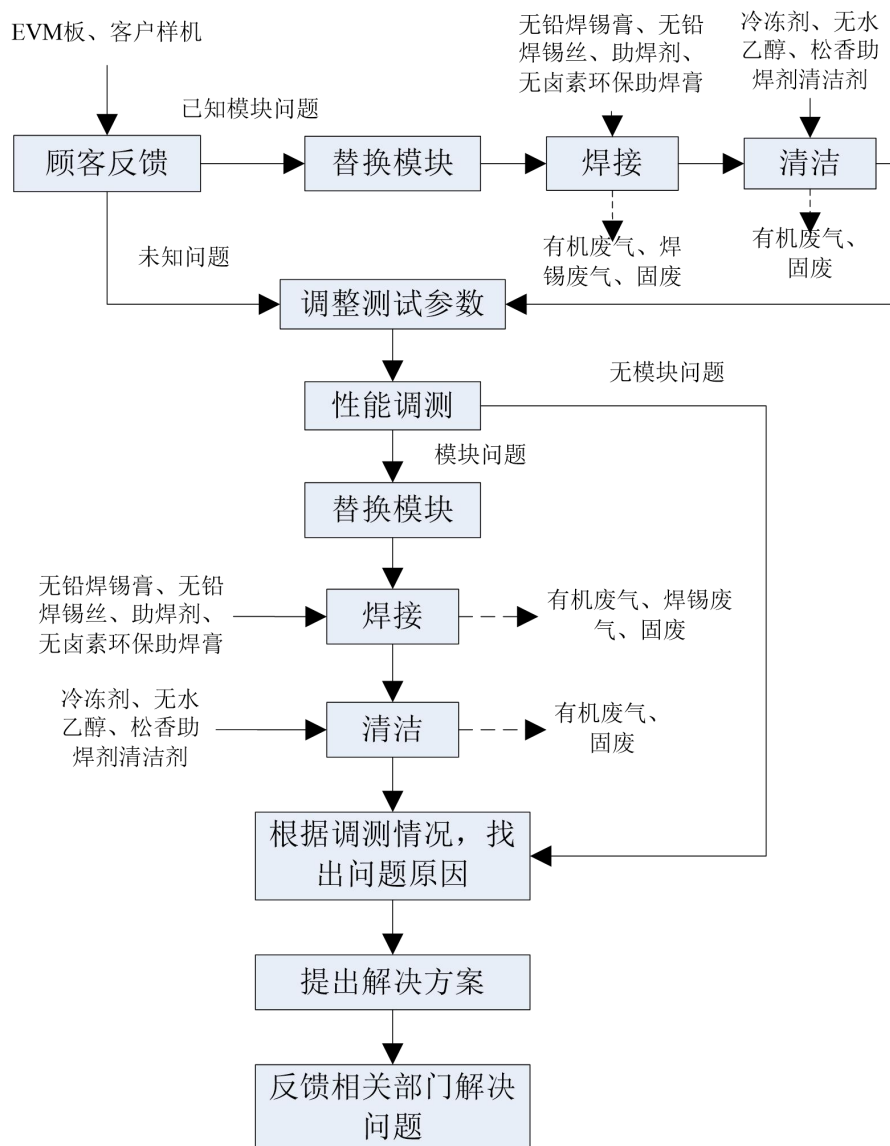 EVM板、客户样机
无铅焊锡膏、无铅
焊锡丝、助焊剂、
无卤素环保助焊膏
冷冻剂、无水
乙醇、松香助
焊剂清洁剂
已知模块问题
顾客反馈
替换模块
焊接
清洁
有机废气、焊
锡废气、固废
有机废气、
固废
未知问题
调整测试参数
无模块问题
性能调测
模块问题
替换模块
无铅焊锡膏、无铅
焊锡丝、助焊剂、
无卤素环保助焊膏
焊接
有机废气、焊锡废
气、固废
冷冻剂、无水
乙醇、松香助
焊剂清洁剂
清洁
有机废气、
固废
根据调测情况，找
出问题原因
提出解决方案
反馈相关部门解决
问题